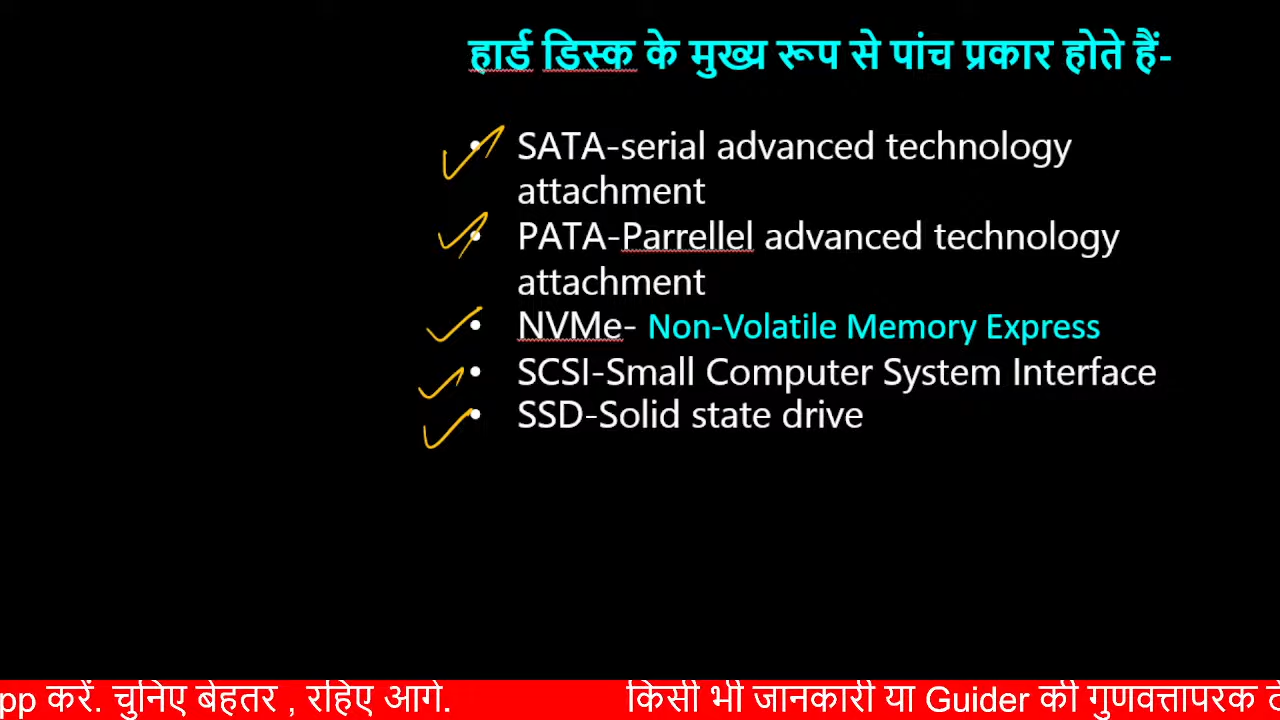 हार्ड डिस्क के मुख्य रूप से पांच प्रकार होते हैं-
• SATA-serial advanced technology
attachment
• PATA-Parrellel advanced technology
attachment
• NVMe- Non-Volatile Memory Express
• SCSI-Small Computer System Interface
• SSD-Solid state drive
pp करें. चुनिए बेहतर , रहिए आगे. किसी भी जानकारी या Guider की गुणवत्तापरक